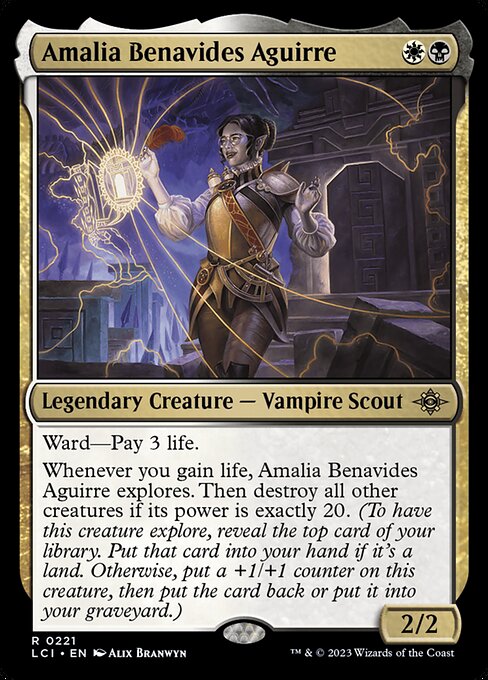 Amalia Benavides Aguirre
Legendary Creature — Vampire Scout
Ward—Pay 3 life.
Whenever you gain life, Amalia Benavides
Aguirre explores. Then destroy all other
creatures if its power is exactly 20. (To have
this creature explore, reveal the top card of your
library. Put that card into your hand if it's a
land. Otherwise, put a +1/+1 counter on this
creature, then put the card back or put it into
your graveyard.)
2/2
R 0221
LCI • EN Alix Branwyn
™ & © 2023 Wizards of the Coast